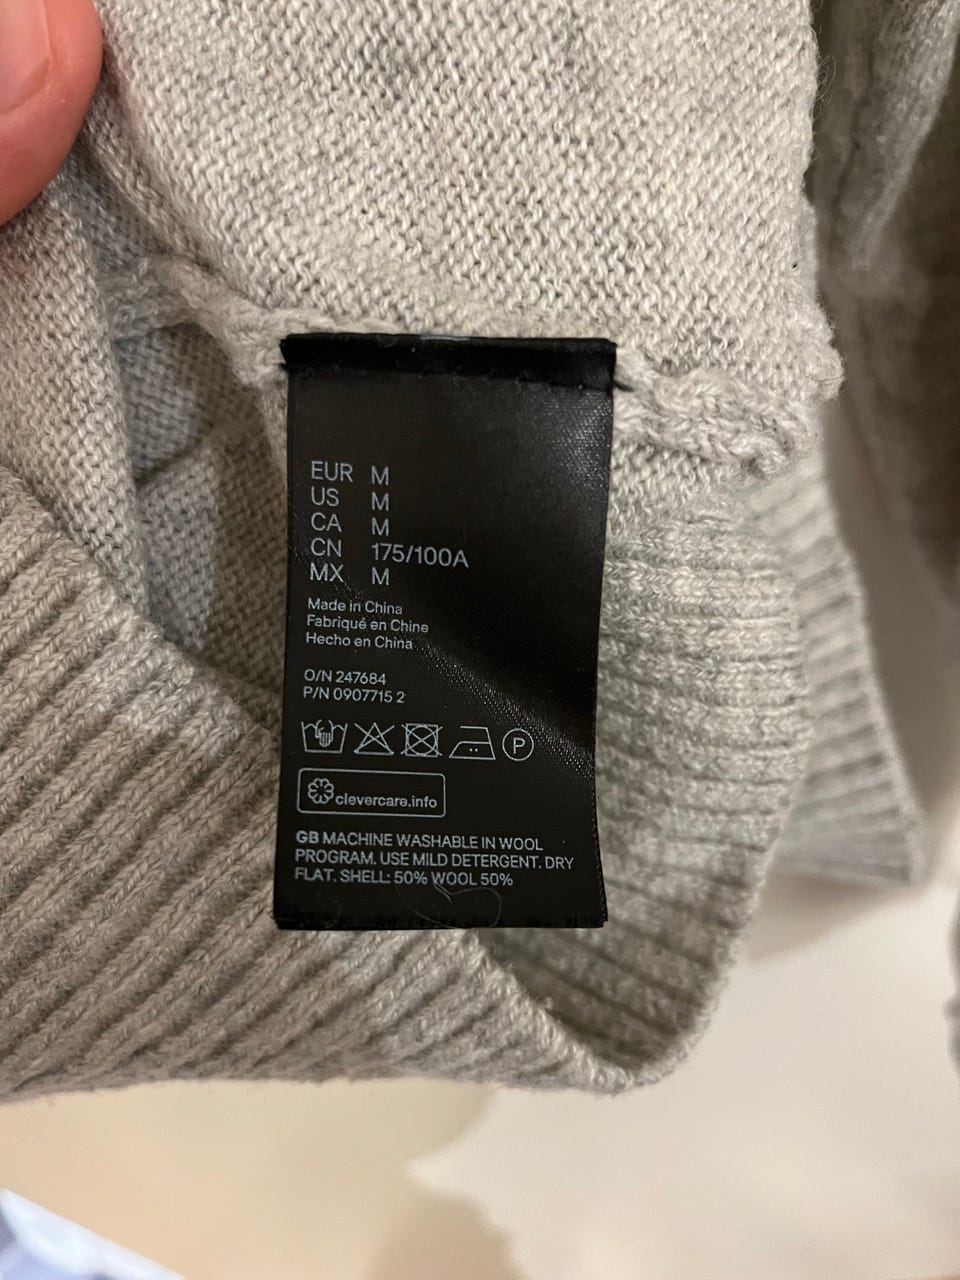 EUR M
US M
CA M
CN 175/100A
MX M
Made in China
Fabriqué en Chine
Hecho en China
O/N 247684
P/N 0907715 2
P
clevercare.info
GB MACHINE WASHABLE IN WOOL
PROGRAM. USE MILD DETERGENT. DRY
FLAT. SHELL: 50% WOOL 50%